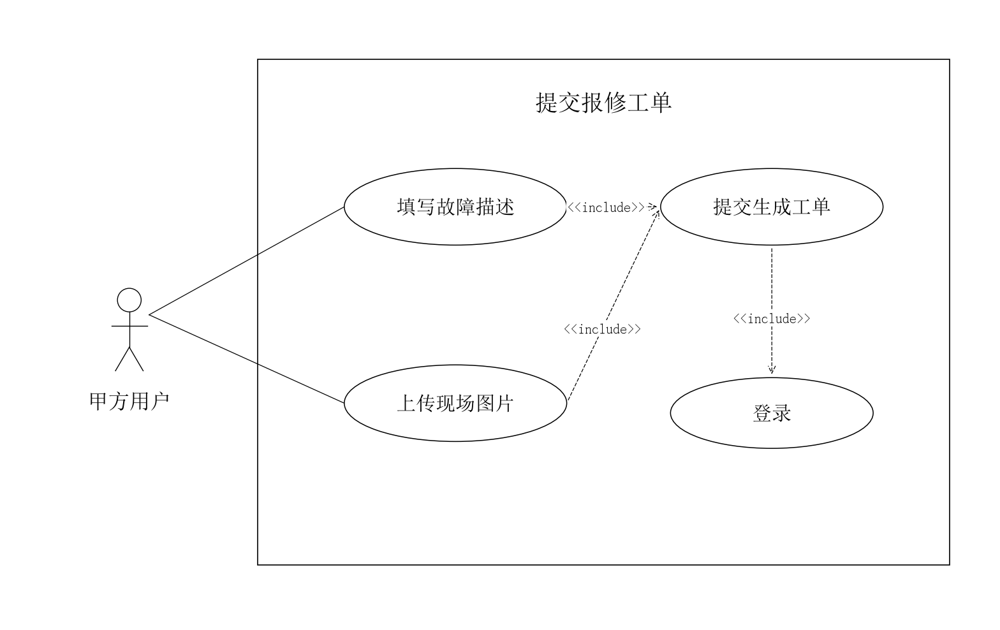 提交报修工单
填写故障描述
<<include>>
提交生成工单
<<include>>
<<include>>
甲方用户
上传现场图片
登录